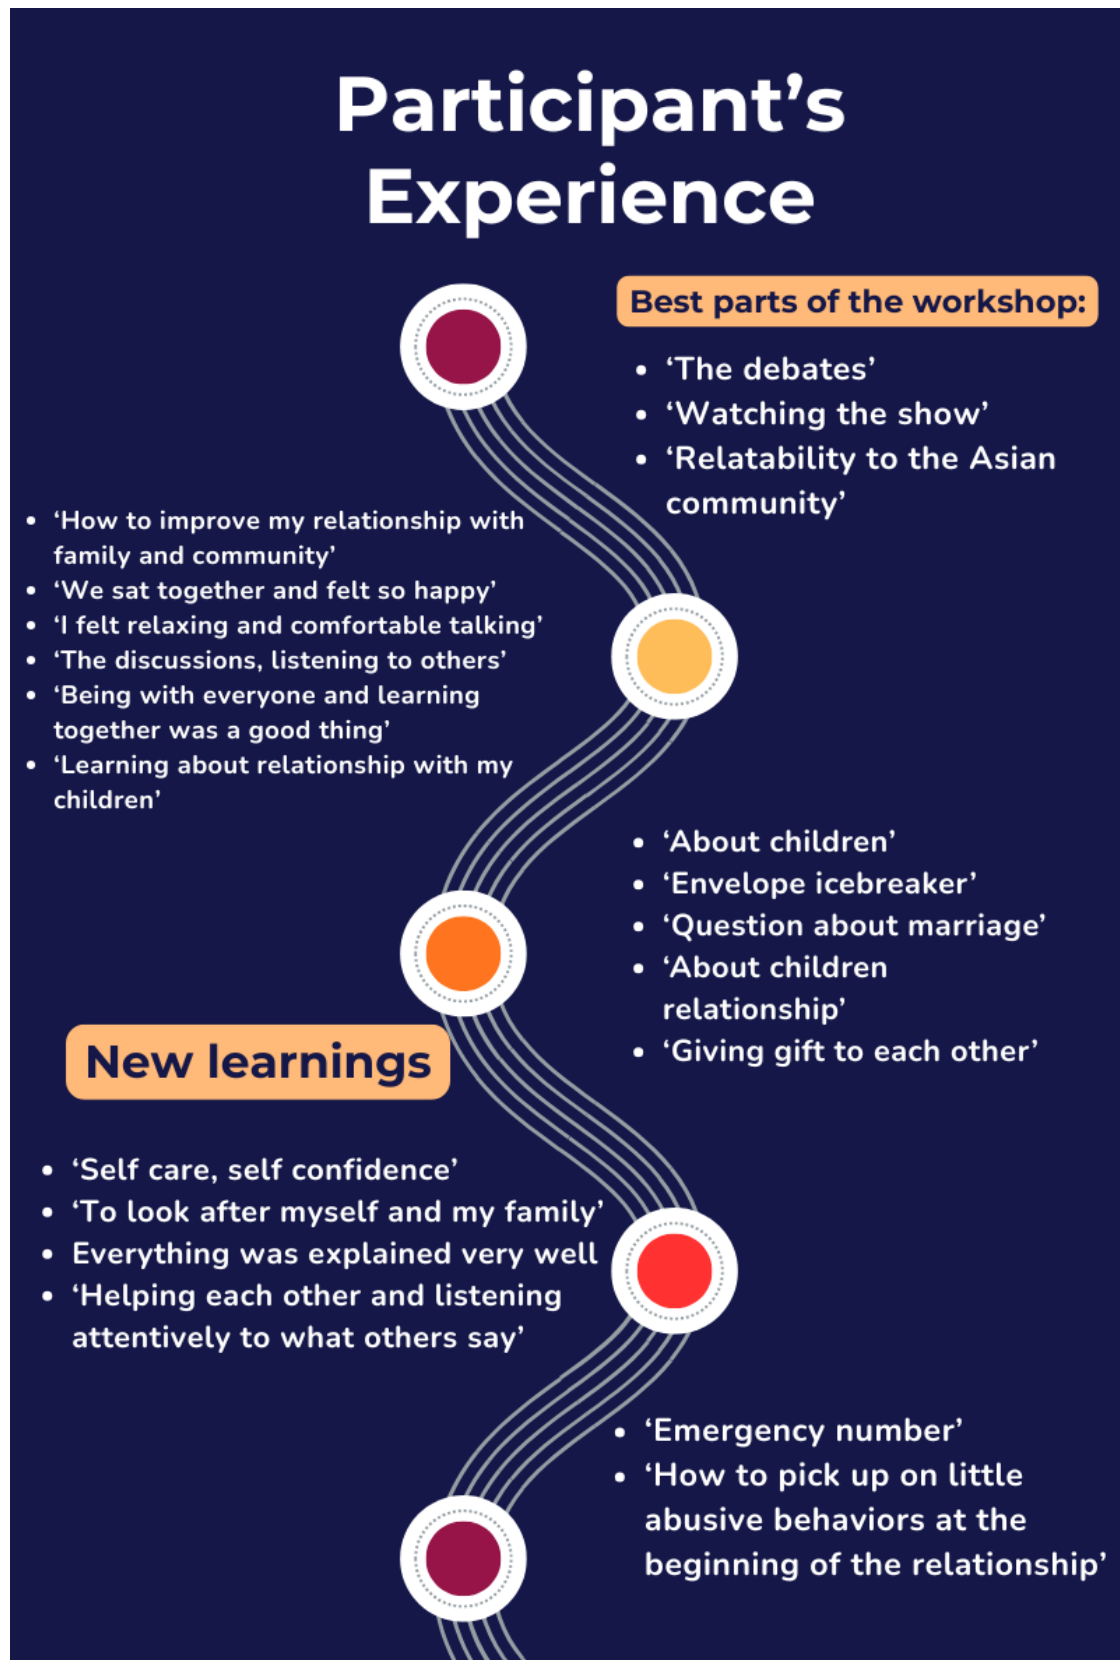 Participant’s
Experience
Best parts of the workshop:
• ‘The debates’
• ‘Watching the show’
• ‘Relatability to the Asian
community’
• ‘How to improve my relationship with
family and community’
• ‘We sat together and felt so happy’
• ‘I felt relaxing and comfortable talking’
• ‘The discussions, listening to others’
• ‘Being with everyone and learning
together was a good thing’
• ‘Learning about relationship with my
children’
• ‘About children’
• ‘Envelope icebreaker’
• ‘Question about marriage’
• ‘About children
relationship’
• ‘Giving gift to each other’
New learnings
• ‘Self care, self confidence’
• ‘To look after myself and my family’
• Everything was explained very well
• ‘Helping each other and listening
attentively to what others say’
• ‘Emergency number’
• ‘How to pick up on little
abusive behaviors at the
beginning of the relationship’